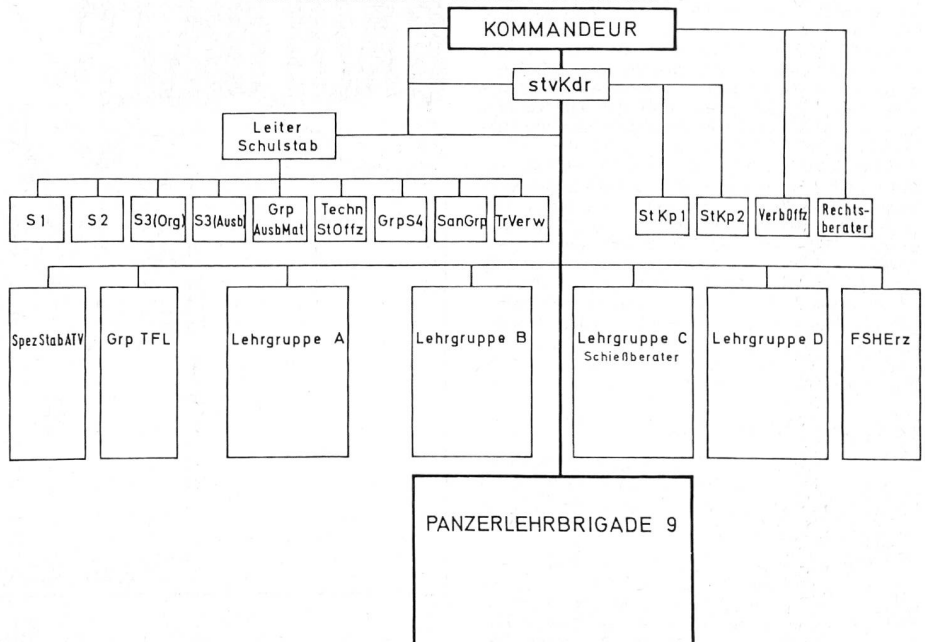 KOMMANDEUR
stvKdr
Leiter
Schulstab
S1
S2
S3(Org)
S3(Ausb)
Grp
AusbMat
Techn
StOffz
GrpS4
SanGrp
TrVerw
StKp1
StKp2
VerbOffz
Rechts-
berater
SpezStabATV
Grp TFL
Lehrgruppe A
Lehrgruppe B
Lehrgruppe C
Schießberater
Lehrgruppe D
FSHErz
PANZERLEHRBRIGADE 9